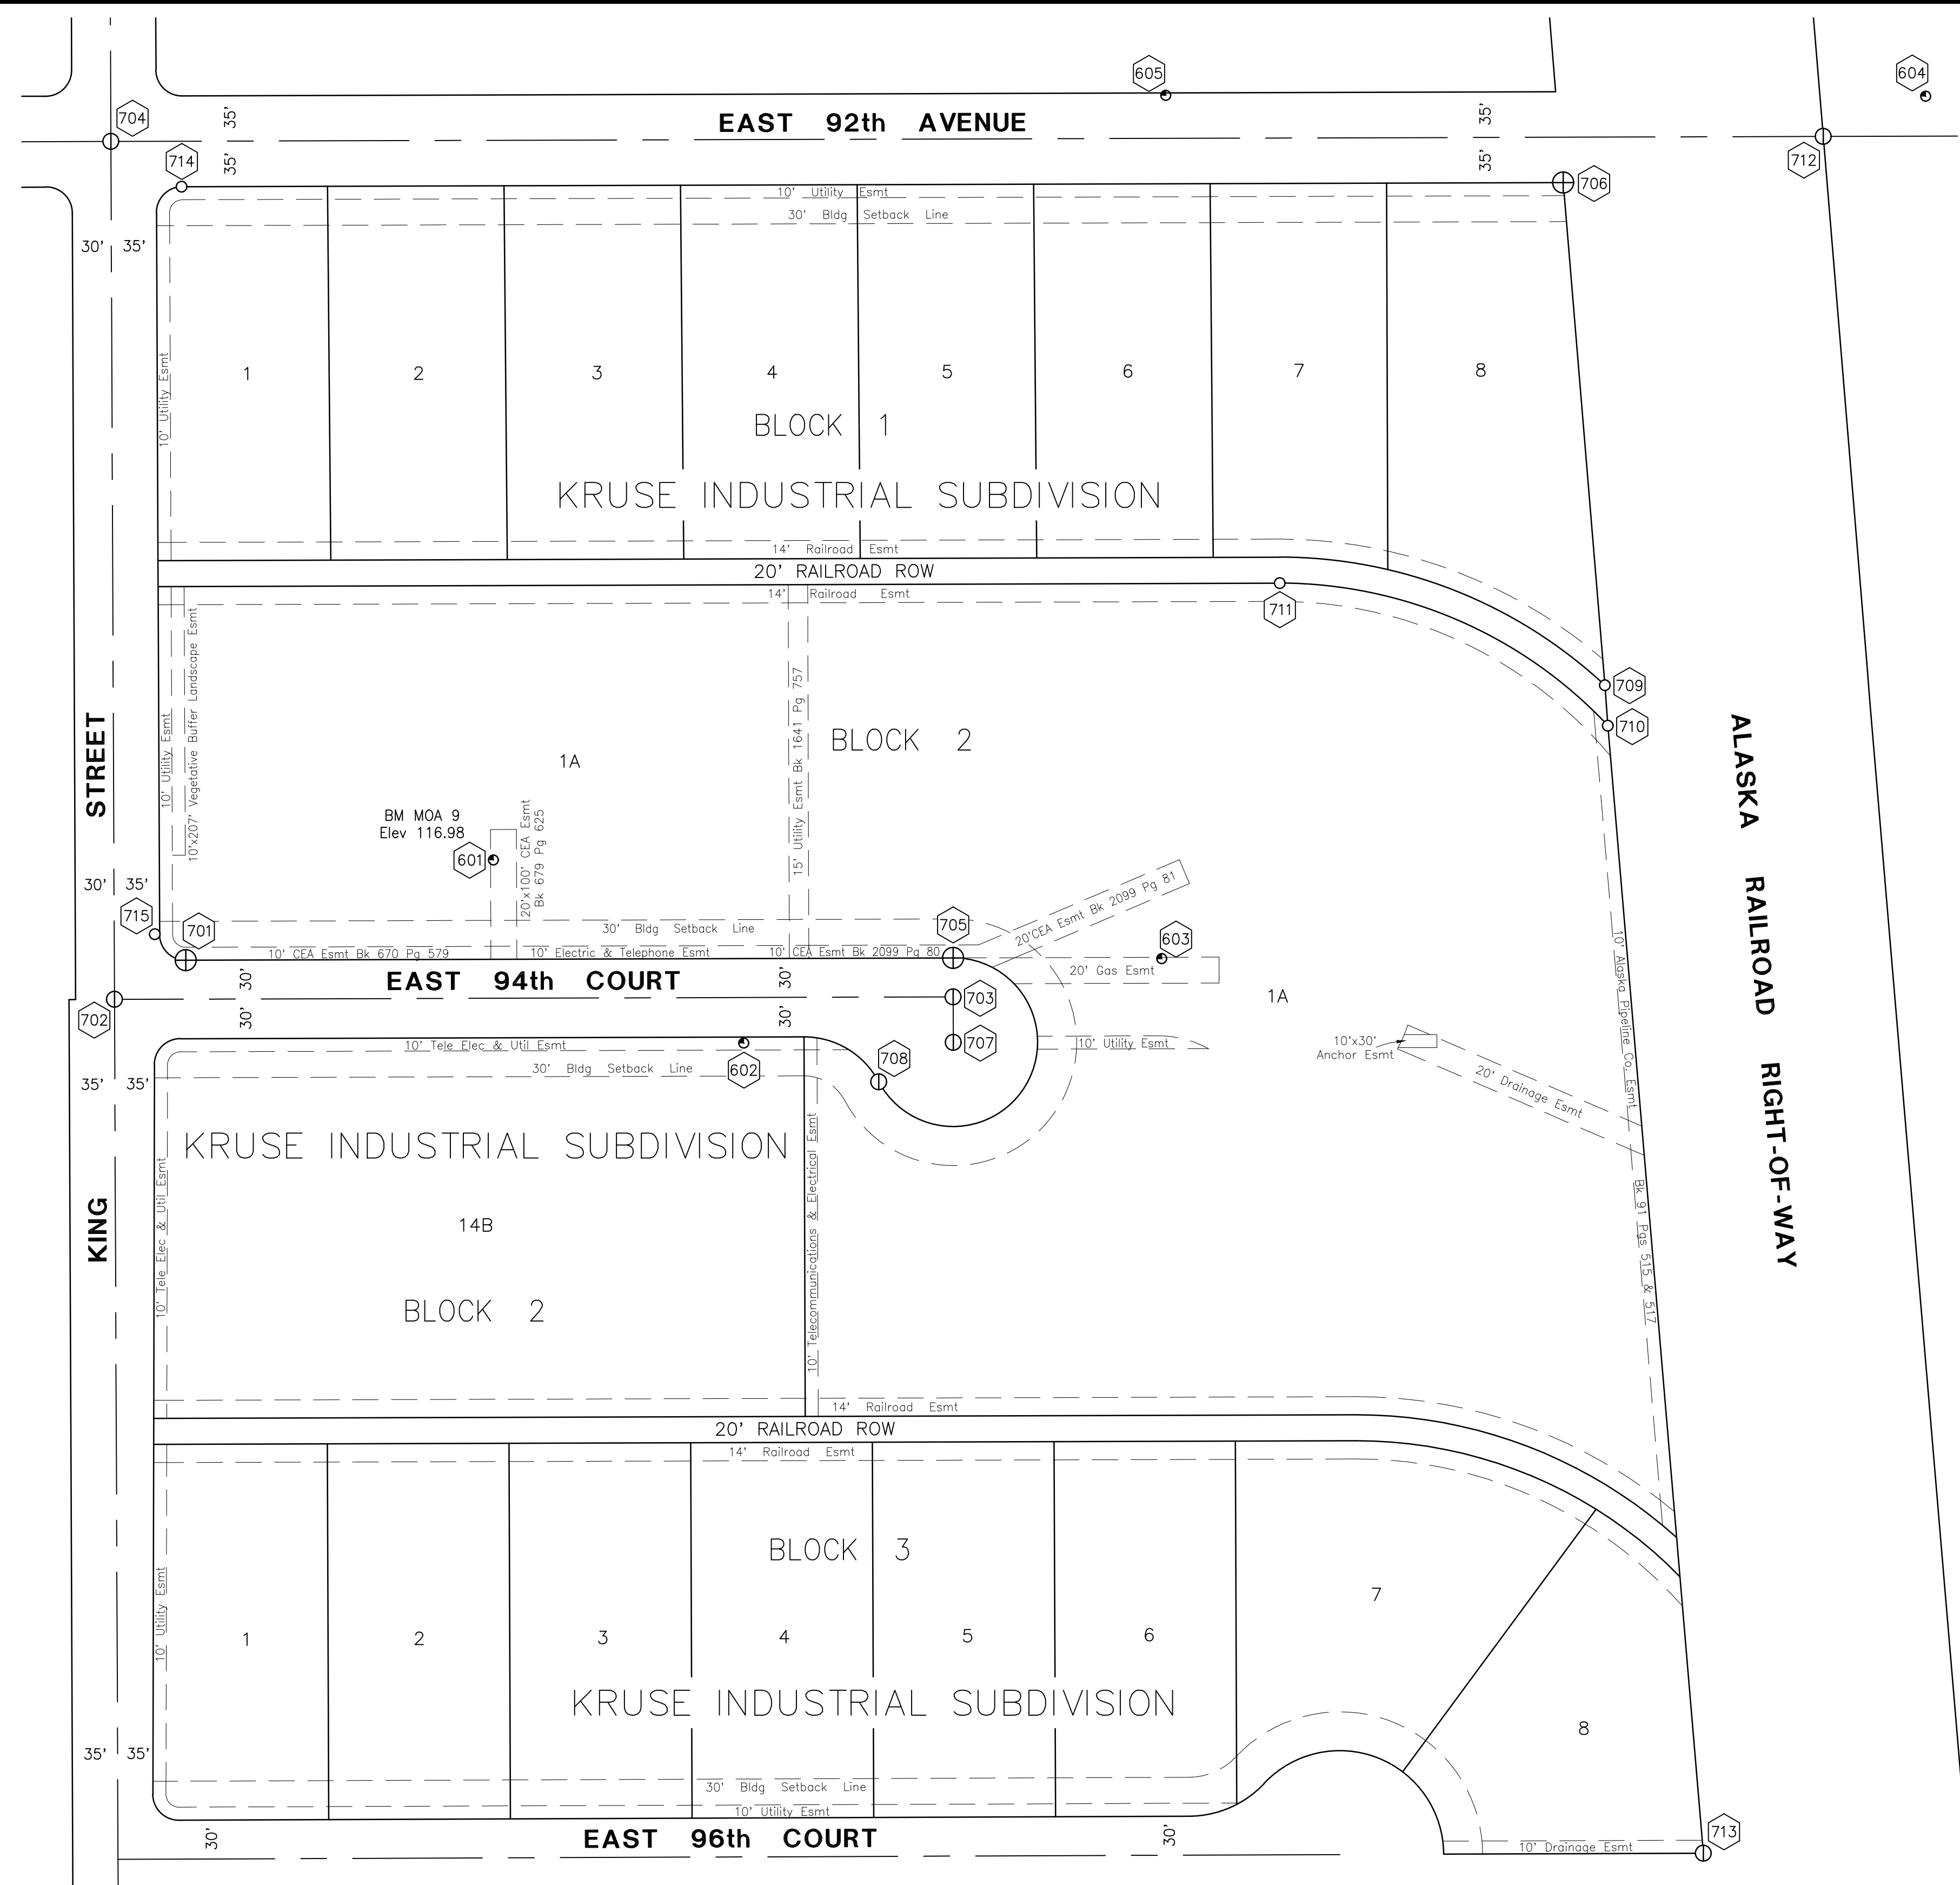 605
604
704
35'
EAST 92th AVENUE
35'
714
35'
35'
712
706
10' Utility Esmt
30' Bldg Setback Line
30' 35'
10' Utility Esmt
1
2
3
4
5
6
7
8
BLOCK 1
KRUSE INDUSTRIAL SUBDIVISION
14' Railroad Esmt
20' RAILROAD ROW
14' Railroad Esmt
711
709
710
10' Utility Esmt
10'x207' Vegetative Buffer Landscape Esmt
15' Utility Esmt Bk 1641 Pg 757
BLOCK 2
1A
BM MOA 9
Elev 116.98
601
20'x100' CEA Esmt
Bk 679 Pg 625
KING STREET
ALASKA RAILROAD RIGHT-OF-WAY
30' 35'
715
701
705
20'CEA Esmt Bk 2099 Pg 81
603
30' Bldg Setback Line
10' CEA Esmt Bk 670 Pg 579
10' Electric & Telephone Esmt
10' CEA Esmt Bk 2099 Pg 80
20' Gas Esmt
30'
EAST 94th COURT
30'
703
1A
10' Alaska Pipeline Co. Esmt
Bk 91 Pgs 515 & 517
702
30'
30'
10' Tele Elec & Util Esmt
707
10' Utility Esmt
10'x30'
Anchor Esmt
708
602
30' Bldg Setback Line
20' Drainage Esmt
35' 35'
KRUSE INDUSTRIAL SUBDIVISION
10' Tele Elec & Util Esmt
10' Telecommunications & Electrical Esmt
14B
BLOCK 2
14' Railroad Esmt
20' RAILROAD ROW
14' Railroad Esmt
BLOCK 3
10' Utility Esmt
1
2
3
4
5
6
7
8
KRUSE INDUSTRIAL SUBDIVISION
35' 35'
30' Bldg Setback Line
10' Utility Esmt
30'
EAST 96th COURT
30'
713
10' Drainage Esmt